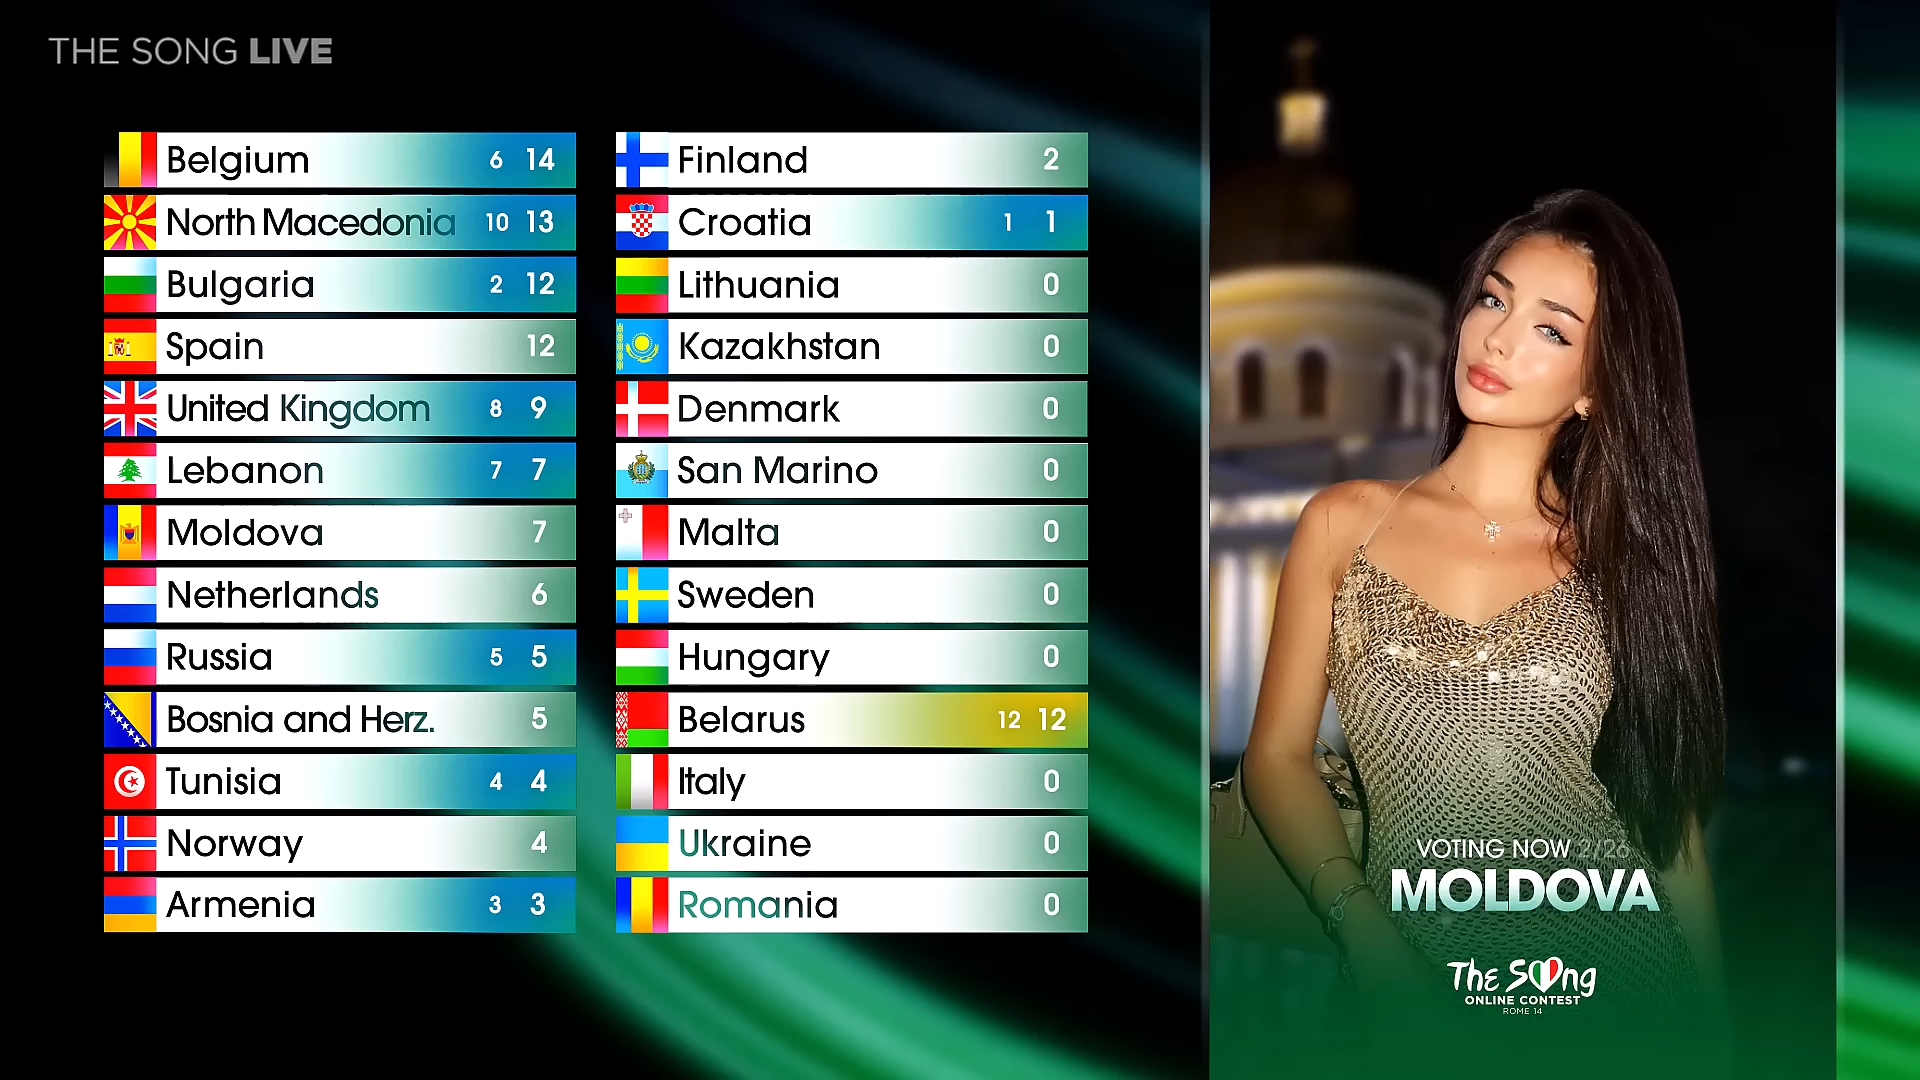 THE SONG LIVE
Belgium 6 14
North Macedonia 10 13
Bulgaria 2 12
Spain 12
United Kingdom 8 9
Lebanon 7 7
Moldova 7
Netherlands 6
Russia 5 5
Bosnia and Herz. 5
Tunisia 4 4
Norway 4
Armenia 3 3
Finland 2
Croatia 1 1
Lithuania 0
Kazakhstan 0
Denmark 0
San Marino 0
Malta 0
Sweden 0
Hungary 0
Belarus 12 12
Italy 0
Ukraine 0
Romania 0
VOTING NOW 2/26
MOLDOVA
The Song
ONLINE CONTEST
ROME 14